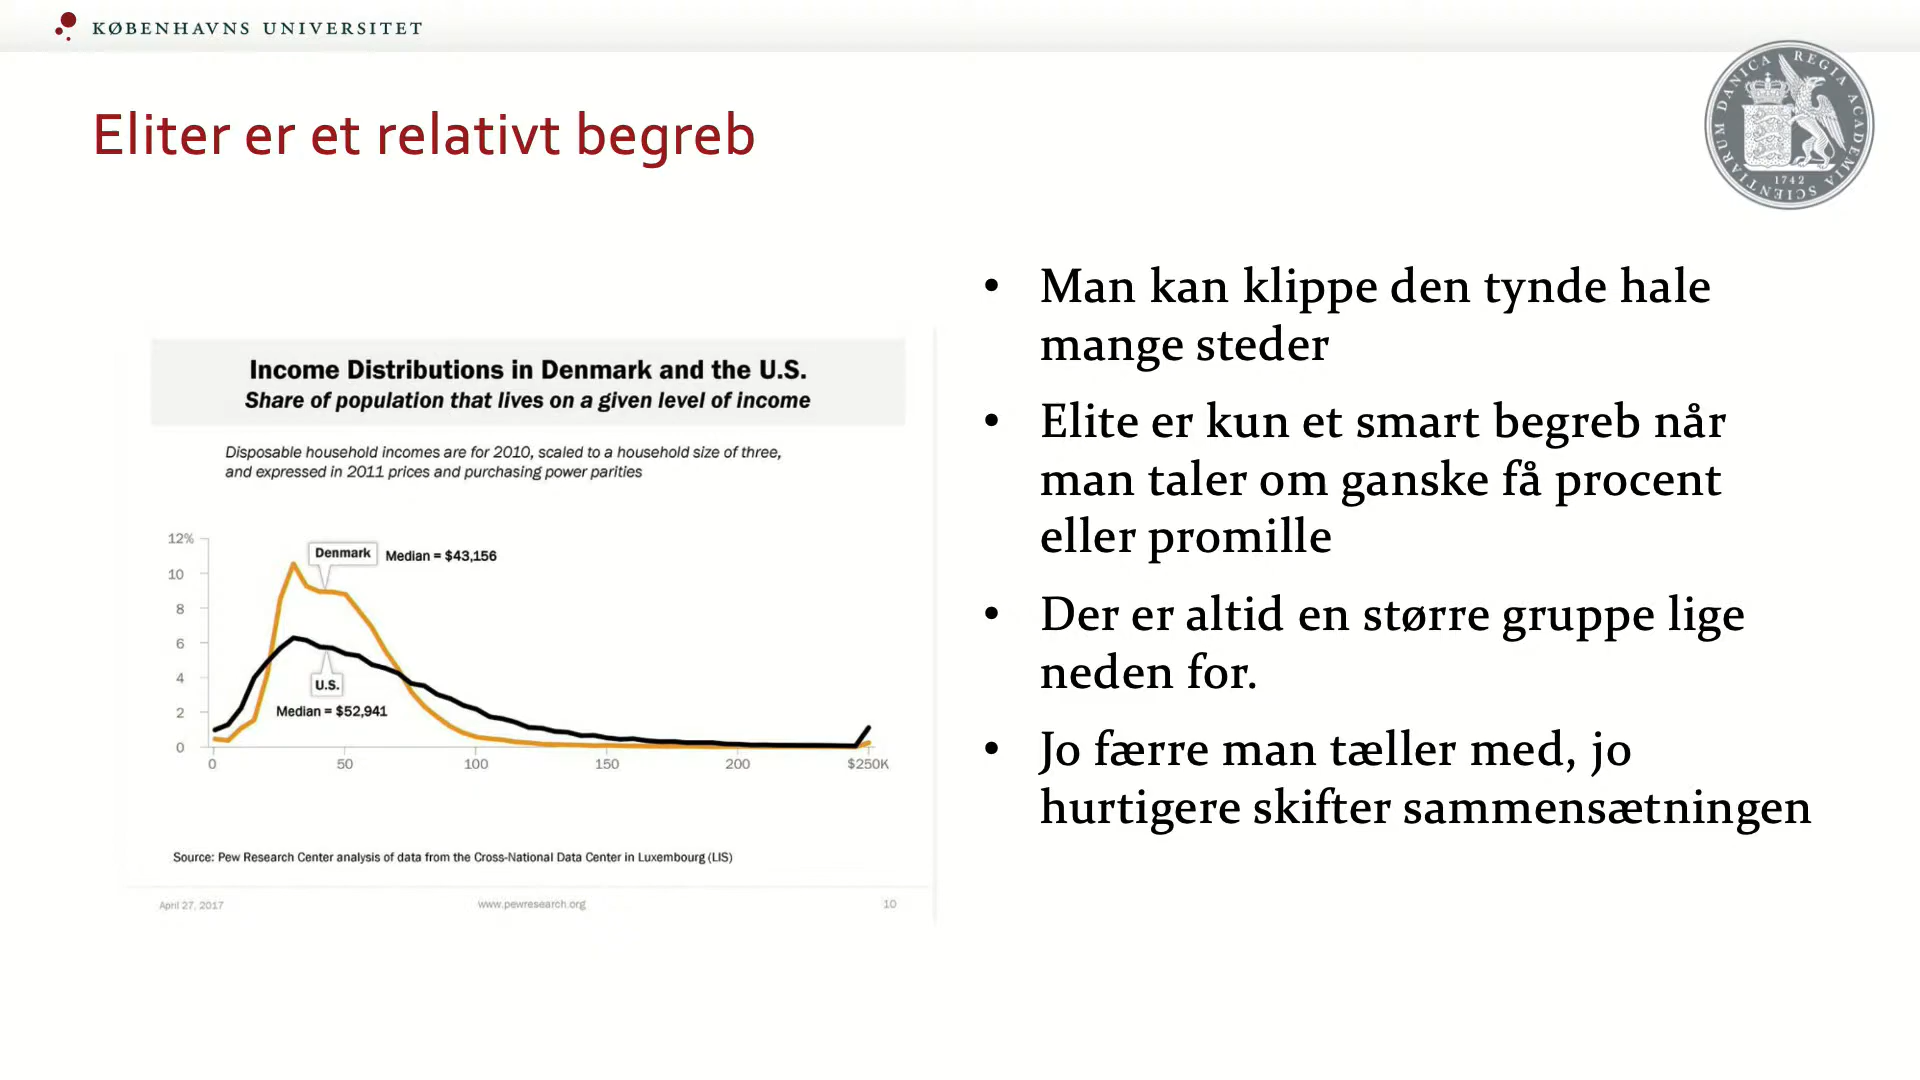 KØBENHAVNS UNIVERSITET
REGIA ACADEMIA SCIENTIARUM DANICA
1742
Eliter er et relativt begreb
Income Distributions in Denmark and the U.S.
Share of population that lives on a given level of income
Disposable household incomes are for 2010, scaled to a household size of three,
and expressed in 2011 prices and purchasing power parities
12%
10
8
6
4
2
0
Denmark
Median = $43,156
U.S.
Median = $52,941
0 50 100 150 200 $250K
Source: Pew Research Center analysis of data from the Cross-National Data Center in Luxembourg (LIS)
April 27, 2017 www.pewresearch.org 10
• Man kan klippe den tynde hale
mange steder
• Elite er kun et smart begreb når
man taler om ganske få procent
eller promille
• Der er altid en større gruppe lige
neden for.
• Jo færre man tæller med, jo
hurtigere skifter sammensætningen